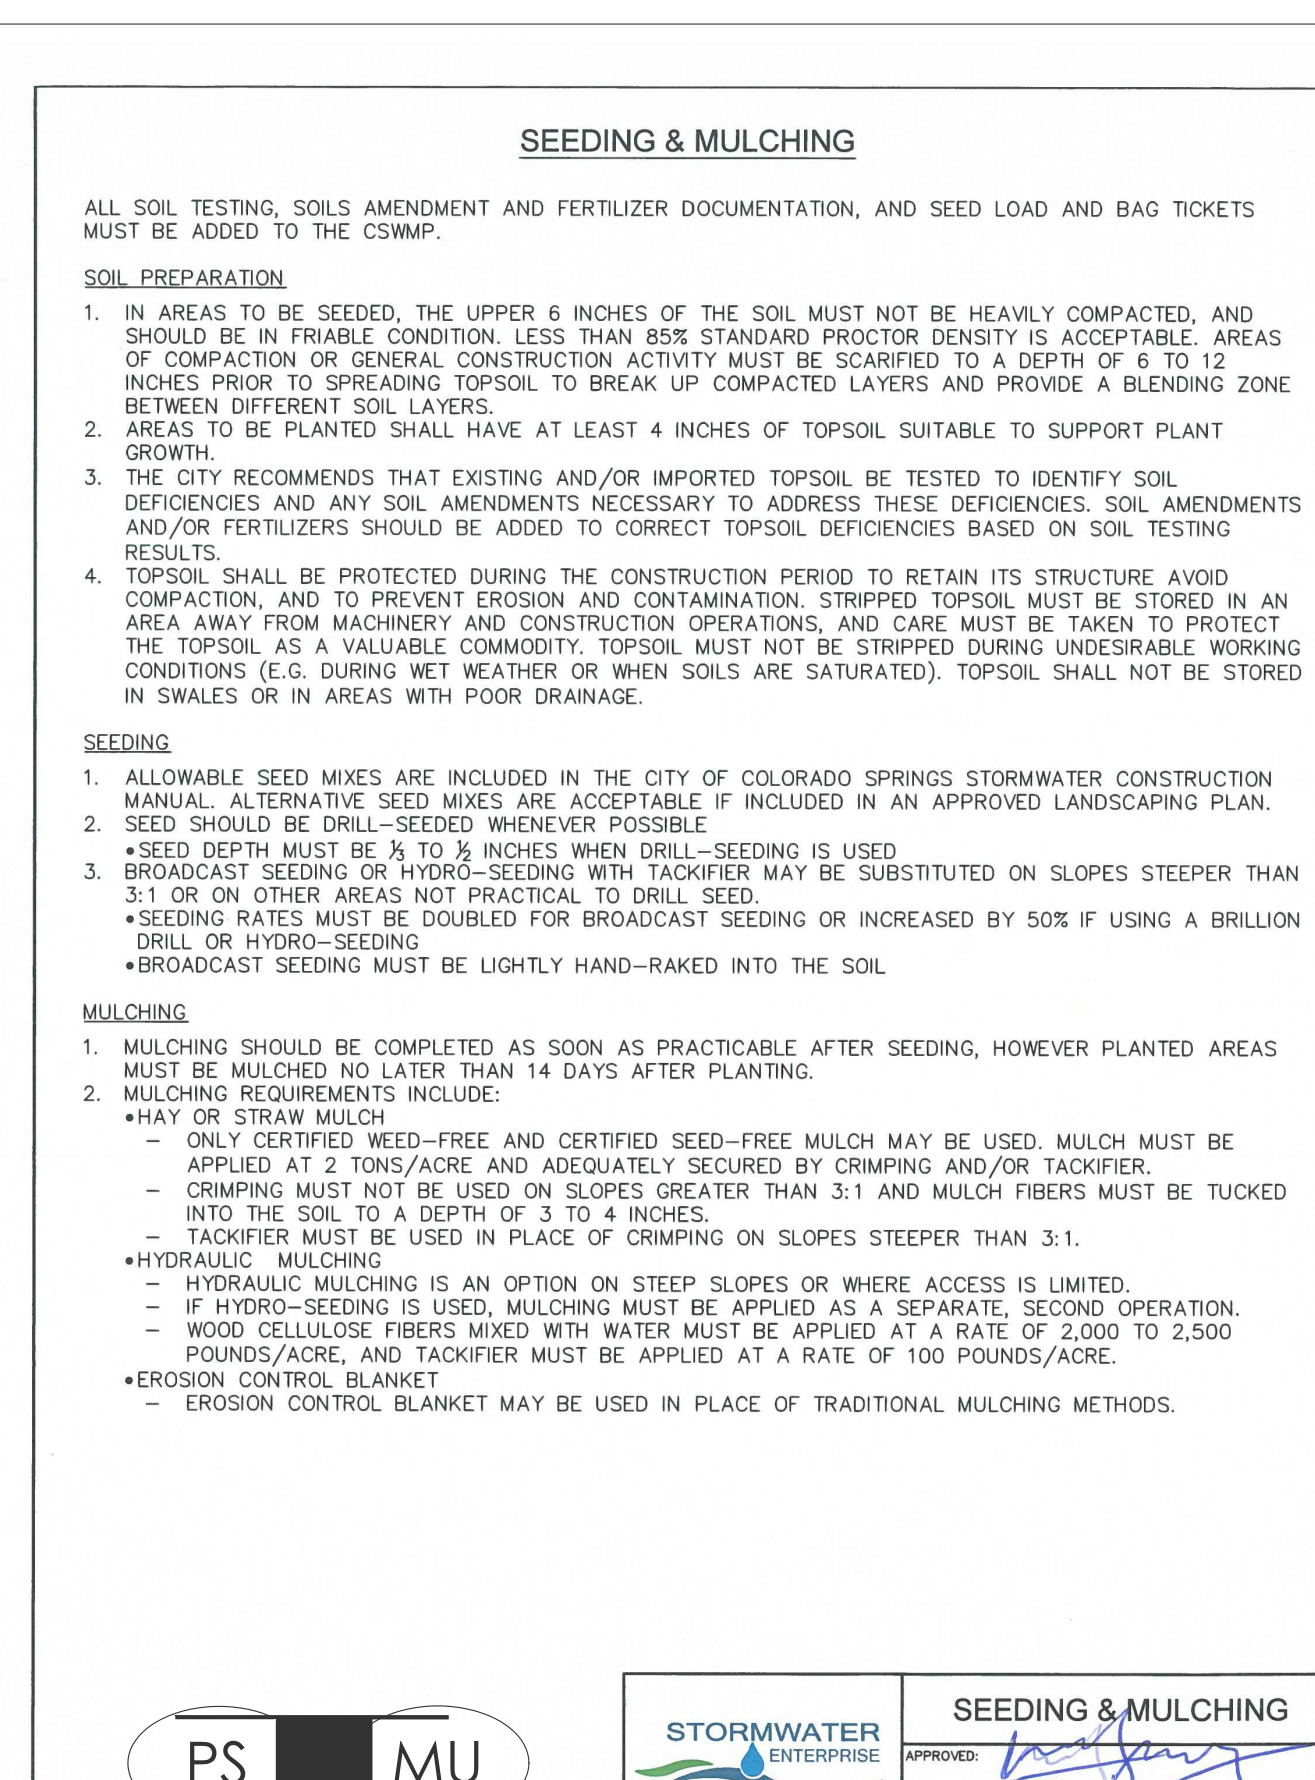 SEEDING & MULCHING
ALL SOIL TESTING, SOILS AMENDMENT AND FERTILIZER DOCUMENTATION, AND SEED LOAD AND BAG TICKETS
MUST BE ADDED TO THE CSWMP.
SOIL PREPARATION
1. IN AREAS TO BE SEEDED, THE UPPER 6 INCHES OF THE SOIL MUST NOT BE HEAVILY COMPACTED, AND
SHOULD BE IN FRIABLE CONDITION. LESS THAN 85% STANDARD PROCTOR DENSITY IS ACCEPTABLE. AREAS
OF COMPACTION OR GENERAL CONSTRUCTION ACTIVITY MUST BE SCARIFIED TO A DEPTH OF 6 TO 12
INCHES PRIOR TO SPREADING TOPSOIL TO BREAK UP COMPACTED LAYERS AND PROVIDE A BLENDING ZONE
BETWEEN DIFFERENT SOIL LAYERS.
2. AREAS TO BE PLANTED SHALL HAVE AT LEAST 4 INCHES OF TOPSOIL SUITABLE TO SUPPORT PLANT
GROWTH.
3. THE CITY RECOMMENDS THAT EXISTING AND/OR IMPORTED TOPSOIL BE TESTED TO IDENTIFY SOIL
DEFICIENCIES AND ANY SOIL AMENDMENTS NECESSARY TO ADDRESS THESE DEFICIENCIES. SOIL AMENDMENTS
AND/OR FERTILIZERS SHOULD BE ADDED TO CORRECT TOPSOIL DEFICIENCIES BASED ON SOIL TESTING
RESULTS.
4. TOPSOIL SHALL BE PROTECTED DURING THE CONSTRUCTION PERIOD TO RETAIN ITS STRUCTURE AVOID
COMPACTION, AND TO PREVENT EROSION AND CONTAMINATION. STRIPPED TOPSOIL MUST BE STORED IN AN
AREA AWAY FROM MACHINERY AND CONSTRUCTION OPERATIONS, AND CARE MUST BE TAKEN TO PROTECT
THE TOPSOIL AS A VALUABLE COMMODITY. TOPSOIL MUST NOT BE STRIPPED DURING UNDESIRABLE WORKING
CONDITIONS (E.G. DURING WET WEATHER OR WHEN SOILS ARE SATURATED). TOPSOIL SHALL NOT BE STORED
IN SWALES OR IN AREAS WITH POOR DRAINAGE.
SEEDING
1. ALLOWABLE SEED MIXES ARE INCLUDED IN THE CITY OF COLORADO SPRINGS STORMWATER CONSTRUCTION
MANUAL. ALTERNATIVE SEED MIXES ARE ACCEPTABLE IF INCLUDED IN AN APPROVED LANDSCAPING PLAN.
2. SEED SHOULD BE DRILL–SEEDED WHENEVER POSSIBLE
•SEED DEPTH MUST BE ⅓ TO ½ INCHES WHEN DRILL–SEEDING IS USED
3. BROADCAST SEEDING OR HYDRO–SEEDING WITH TACKIFIER MAY BE SUBSTITUTED ON SLOPES STEEPER THAN
3:1 OR ON OTHER AREAS NOT PRACTICAL TO DRILL SEED.
•SEEDING RATES MUST BE DOUBLED FOR BROADCAST SEEDING OR INCREASED BY 50% IF USING A BRILLION
DRILL OR HYDRO–SEEDING
•BROADCAST SEEDING MUST BE LIGHTLY HAND–RAKED INTO THE SOIL
MULCHING
1. MULCHING SHOULD BE COMPLETED AS SOON AS PRACTICABLE AFTER SEEDING, HOWEVER PLANTED AREAS
MUST BE MULCHED NO LATER THAN 14 DAYS AFTER PLANTING.
2. MULCHING REQUIREMENTS INCLUDE:
•HAY OR STRAW MULCH
– ONLY CERTIFIED WEED–FREE AND CERTIFIED SEED–FREE MULCH MAY BE USED. MULCH MUST BE
APPLIED AT 2 TONS/ACRE AND ADEQUATELY SECURED BY CRIMPING AND/OR TACKIFIER.
– CRIMPING MUST NOT BE USED ON SLOPES GREATER THAN 3:1 AND MULCH FIBERS MUST BE TUCKED
INTO THE SOIL TO A DEPTH OF 3 TO 4 INCHES.
– TACKIFIER MUST BE USED IN PLACE OF CRIMPING ON SLOPES STEEPER THAN 3:1.
•HYDRAULIC MULCHING
– HYDRAULIC MULCHING IS AN OPTION ON STEEP SLOPES OR WHERE ACCESS IS LIMITED.
– IF HYDRO–SEEDING IS USED, MULCHING MUST BE APPLIED AS A SEPARATE, SECOND OPERATION.
– WOOD CELLULOSE FIBERS MIXED WITH WATER MUST BE APPLIED AT A RATE OF 2,000 TO 2,500
POUNDS/ACRE, AND TACKIFIER MUST BE APPLIED AT A RATE OF 100 POUNDS/ACRE.
•EROSION CONTROL BLANKET
– EROSION CONTROL BLANKET MAY BE USED IN PLACE OF TRADITIONAL MULCHING METHODS.
PS MU
STORMWATER
ENTERPRISE
SEEDING & MULCHING
APPROVED: